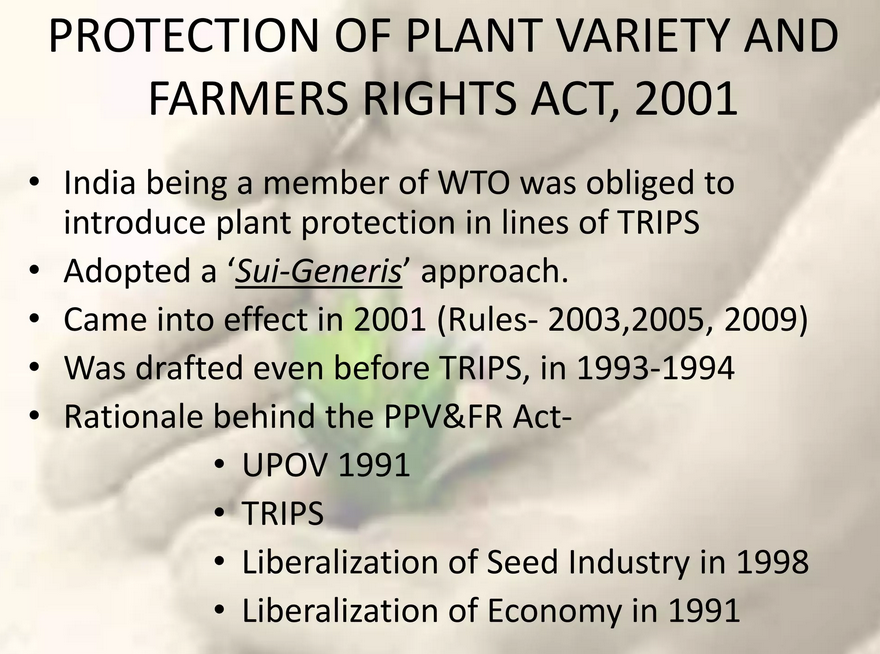 PROTECTION OF PLANT VARIETY AND
FARMERS RIGHTS ACT, 2001
• India being a member of WTO was obliged to
introduce plant protection in lines of TRIPS
• Adopted a ‘Sui-Generis’ approach.
• Came into effect in 2001 (Rules- 2003,2005, 2009)
• Was drafted even before TRIPS, in 1993-1994
• Rationale behind the PPV&FR Act-
• UPOV 1991
• TRIPS
• Liberalization of Seed Industry in 1998
• Liberalization of Economy in 1991